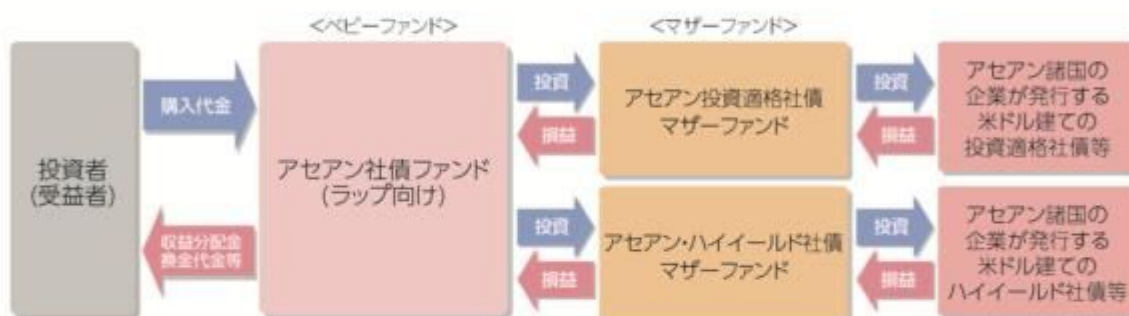 <ベビーファンド>
<マザーファンド>
投資者
(受益者)
購入代金
収益分配金
換金代金等
アセアン社債ファンド
(ラップ向け)
投資
損益
アセアン投資適格社債
マザーファンド
投資
損益
アセアン諸国の
企業が発行する
米ドル建ての
投資適格社債等
投資
損益
アセアン・ハイイールド社債
マザーファンド
投資
損益
アセアン諸国の
企業が発行する
米ドル建ての
ハイイールド社債等